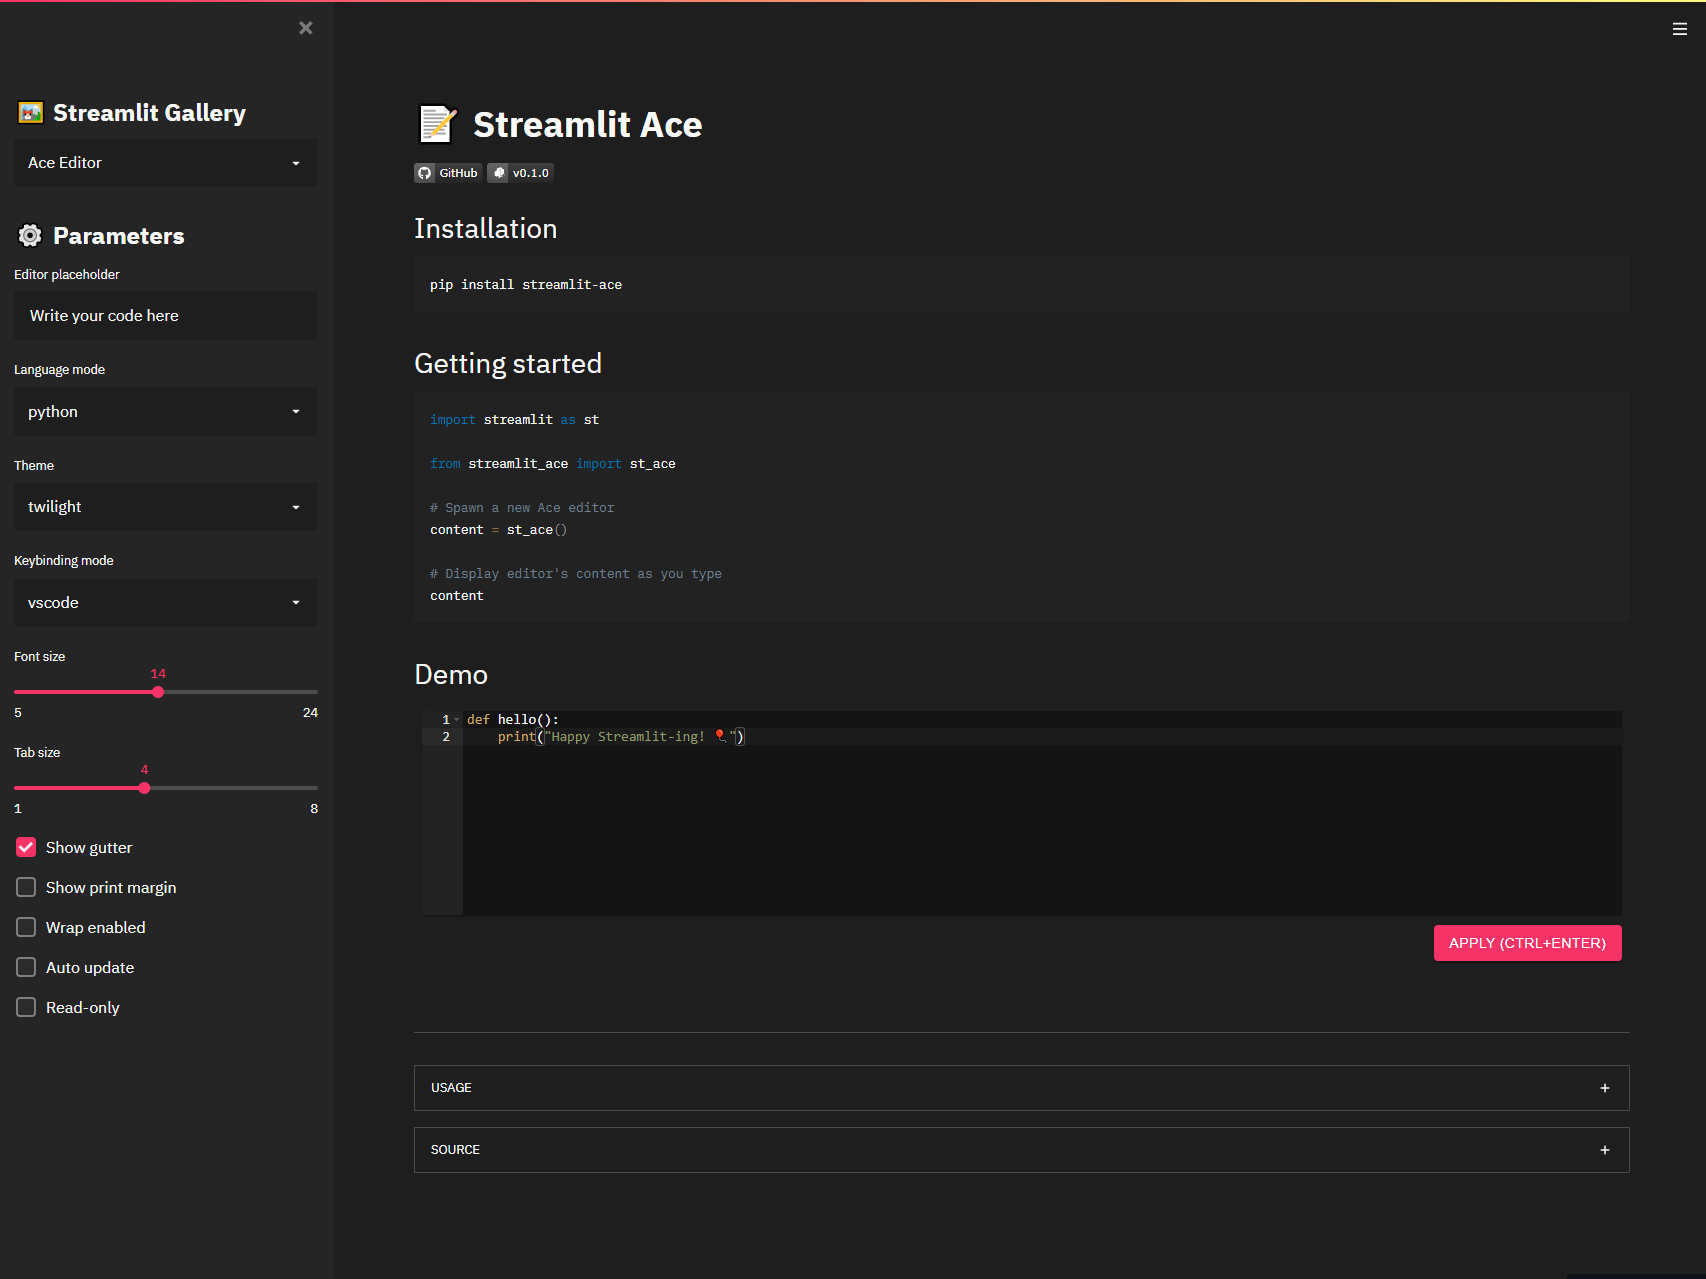 Streamlit Gallery
Ace Editor
Parameters
Editor placeholder
Write your code here
Language mode
python
Theme
twilight
Keybinding mode
vscode
Font size
14
5 24
Tab size
4
1 8
Show gutter
Show print margin
Wrap enabled
Auto update
Read-only
Streamlit Ace
GitHub v0.1.0
Installation
pip install streamlit-ace
Getting started
import streamlit as st
from streamlit_ace import st_ace
# Spawn a new Ace editor
content = st_ace()
# Display editor's content as you type
content
Demo
1 def hello():
2     print("Happy Streamlit-ing! 🎈")
APPLY (CTRL+ENTER)
USAGE +
SOURCE +